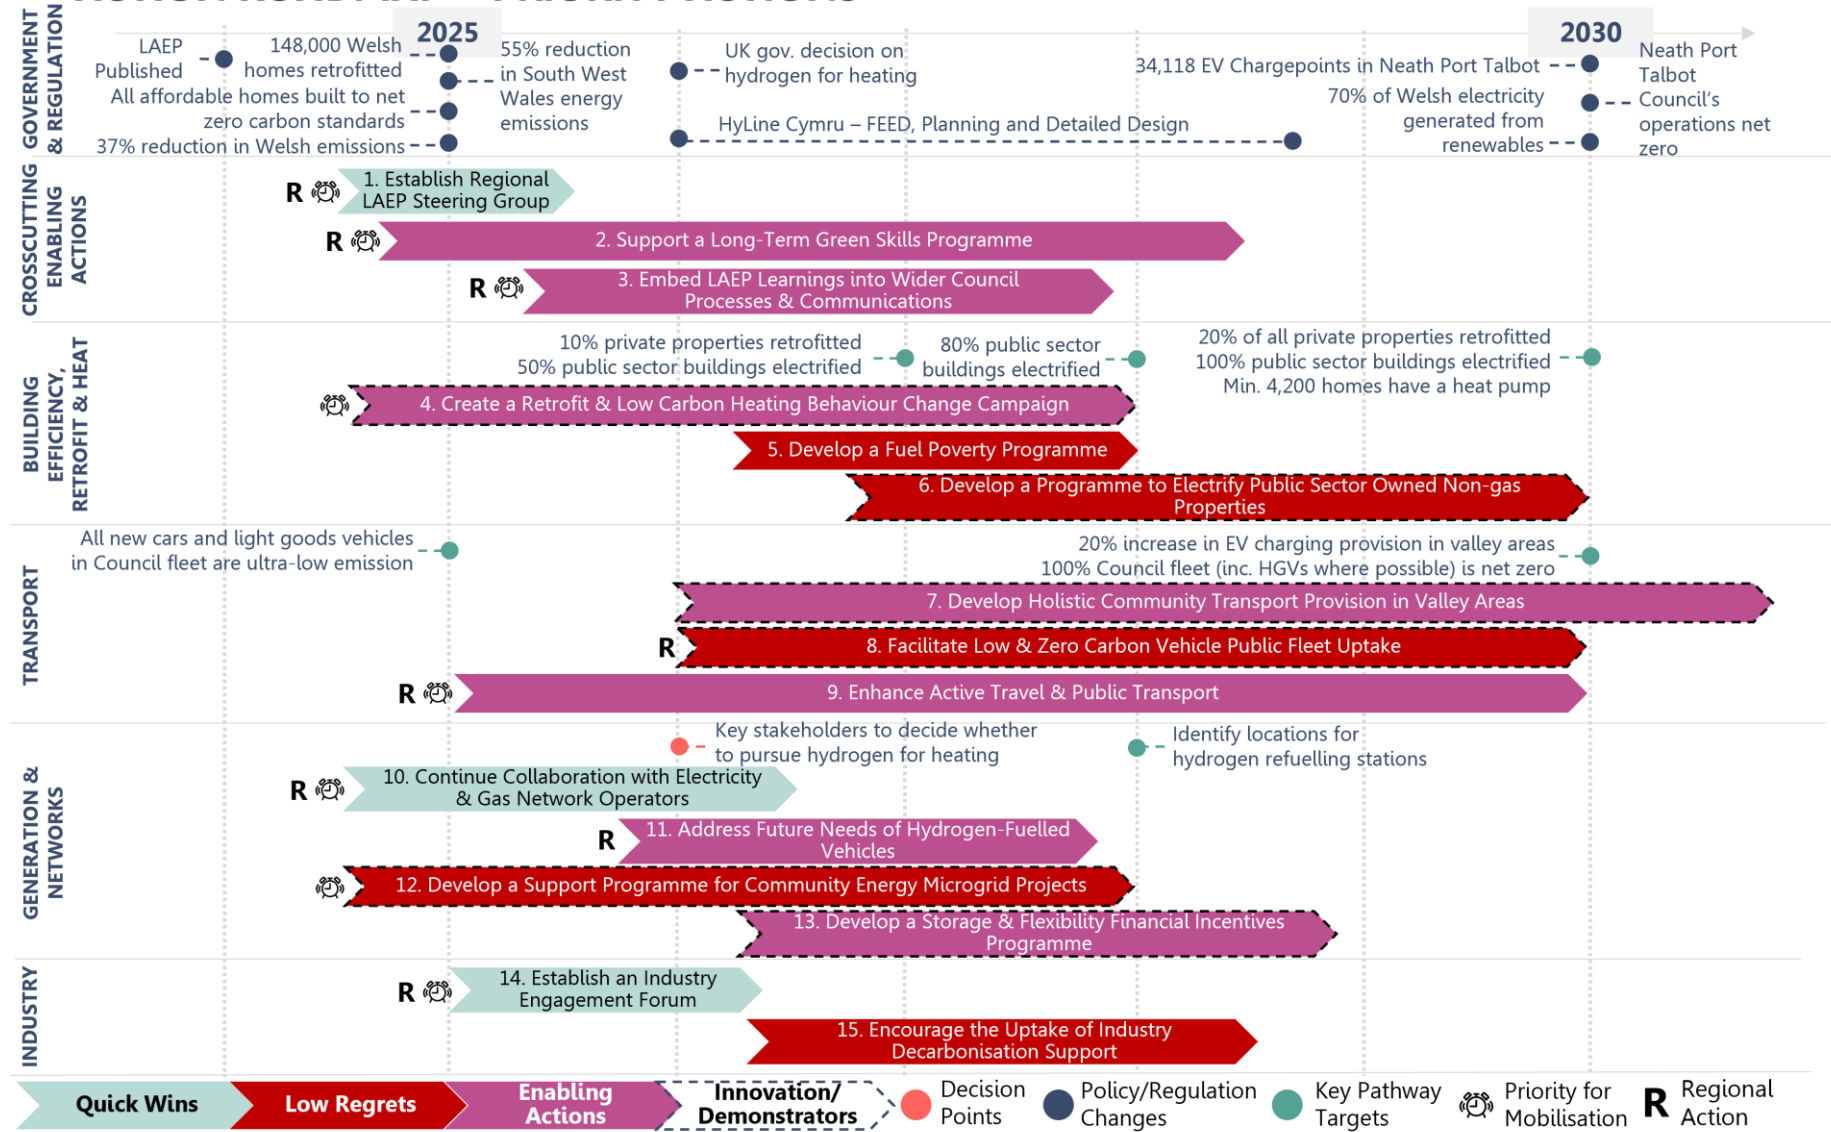 2025
2030
GOVERNMENT
& REGULATION
LAEP
Published
148,000 Welsh
homes retrofitted
All affordable homes built to net
zero carbon standards
37% reduction in Welsh emissions
55% reduction
in South West
Wales energy
emissions
UK gov. decision on
hydrogen for heating
HyLine Cymru – FEED, Planning and Detailed Design
34,118 EV Chargepoints in Neath Port Talbot
70% of Welsh electricity
generated from
renewables
Neath Port
Talbot
Council's
operations net
zero
CROSSCUTTING
ENABLING
ACTIONS
R
1. Establish Regional
LAEP Steering Group
R
2. Support a Long-Term Green Skills Programme
R
3. Embed LAEP Learnings into Wider Council
Processes & Communications
BUILDING
EFFICIENCY,
RETROFIT & HEAT
10% private properties retrofitted
50% public sector buildings electrified
80% public sector
buildings electrified
20% of all private properties retrofitted
100% public sector buildings electrified
Min. 4,200 homes have a heat pump
4. Create a Retrofit & Low Carbon Heating Behaviour Change Campaign
5. Develop a Fuel Poverty Programme
6. Develop a Programme to Electrify Public Sector Owned Non-gas
Properties
TRANSPORT
All new cars and light goods vehicles
in Council fleet are ultra-low emission
20% increase in EV charging provision in valley areas
100% Council fleet (inc. HGVs where possible) is net zero
7. Develop Holistic Community Transport Provision in Valley Areas
R
8. Facilitate Low & Zero Carbon Vehicle Public Fleet Uptake
R
9. Enhance Active Travel & Public Transport
GENERATION &
NETWORKS
Key stakeholders to decide whether
to pursue hydrogen for heating
Identify locations for
hydrogen refuelling stations
R
10. Continue Collaboration with Electricity
& Gas Network Operators
R
11. Address Future Needs of Hydrogen-Fuelled
Vehicles
12. Develop a Support Programme for Community Energy Microgrid Projects
13. Develop a Storage & Flexibility Financial Incentives
Programme
INDUSTRY
R
14. Establish an Industry
Engagement Forum
15. Encourage the Uptake of Industry
Decarbonisation Support
Quick Wins
Low Regrets
Enabling
Actions
Innovation/
Demonstrators
Decision
Points
Policy/Regulation
Changes
Key Pathway
Targets
Priority for
Mobilisation
R
Regional
Action